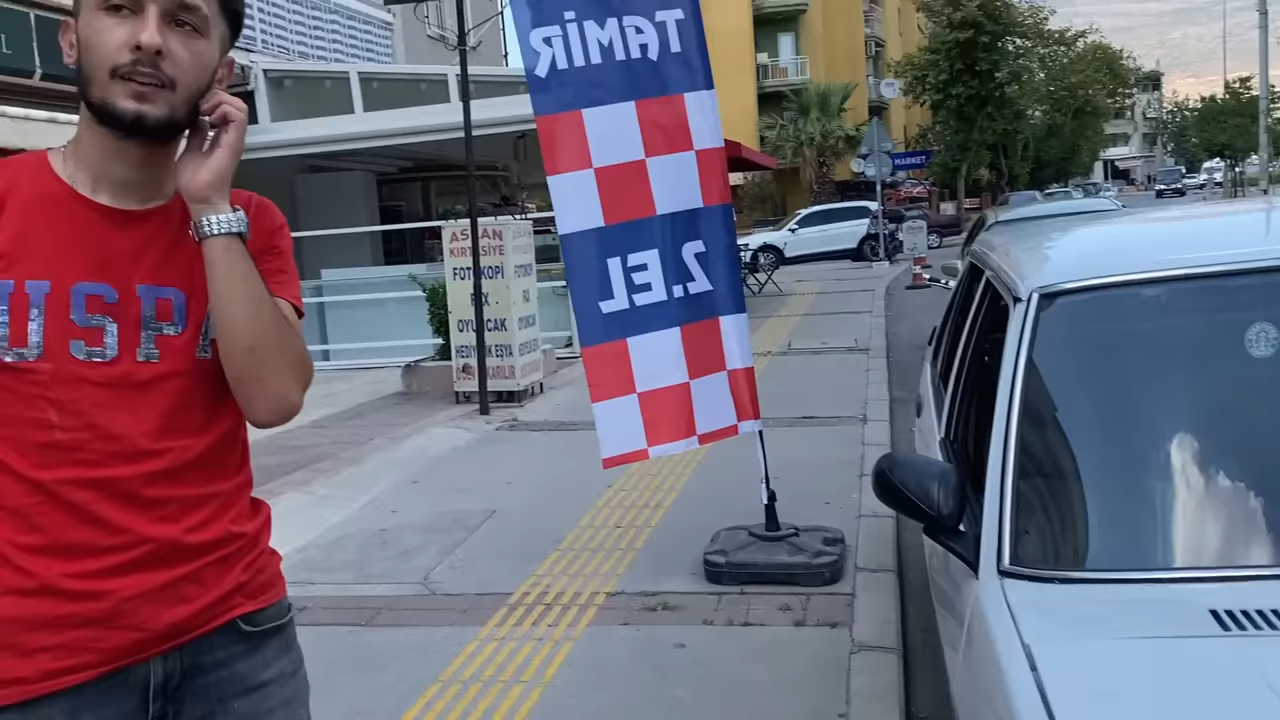 TAMİR
2.EL
USPA
ASLAN
KIRTASİYE
FOTOKOPİ
FAX
OYUNCAK
HEDİYELİK EŞYA
MARKET